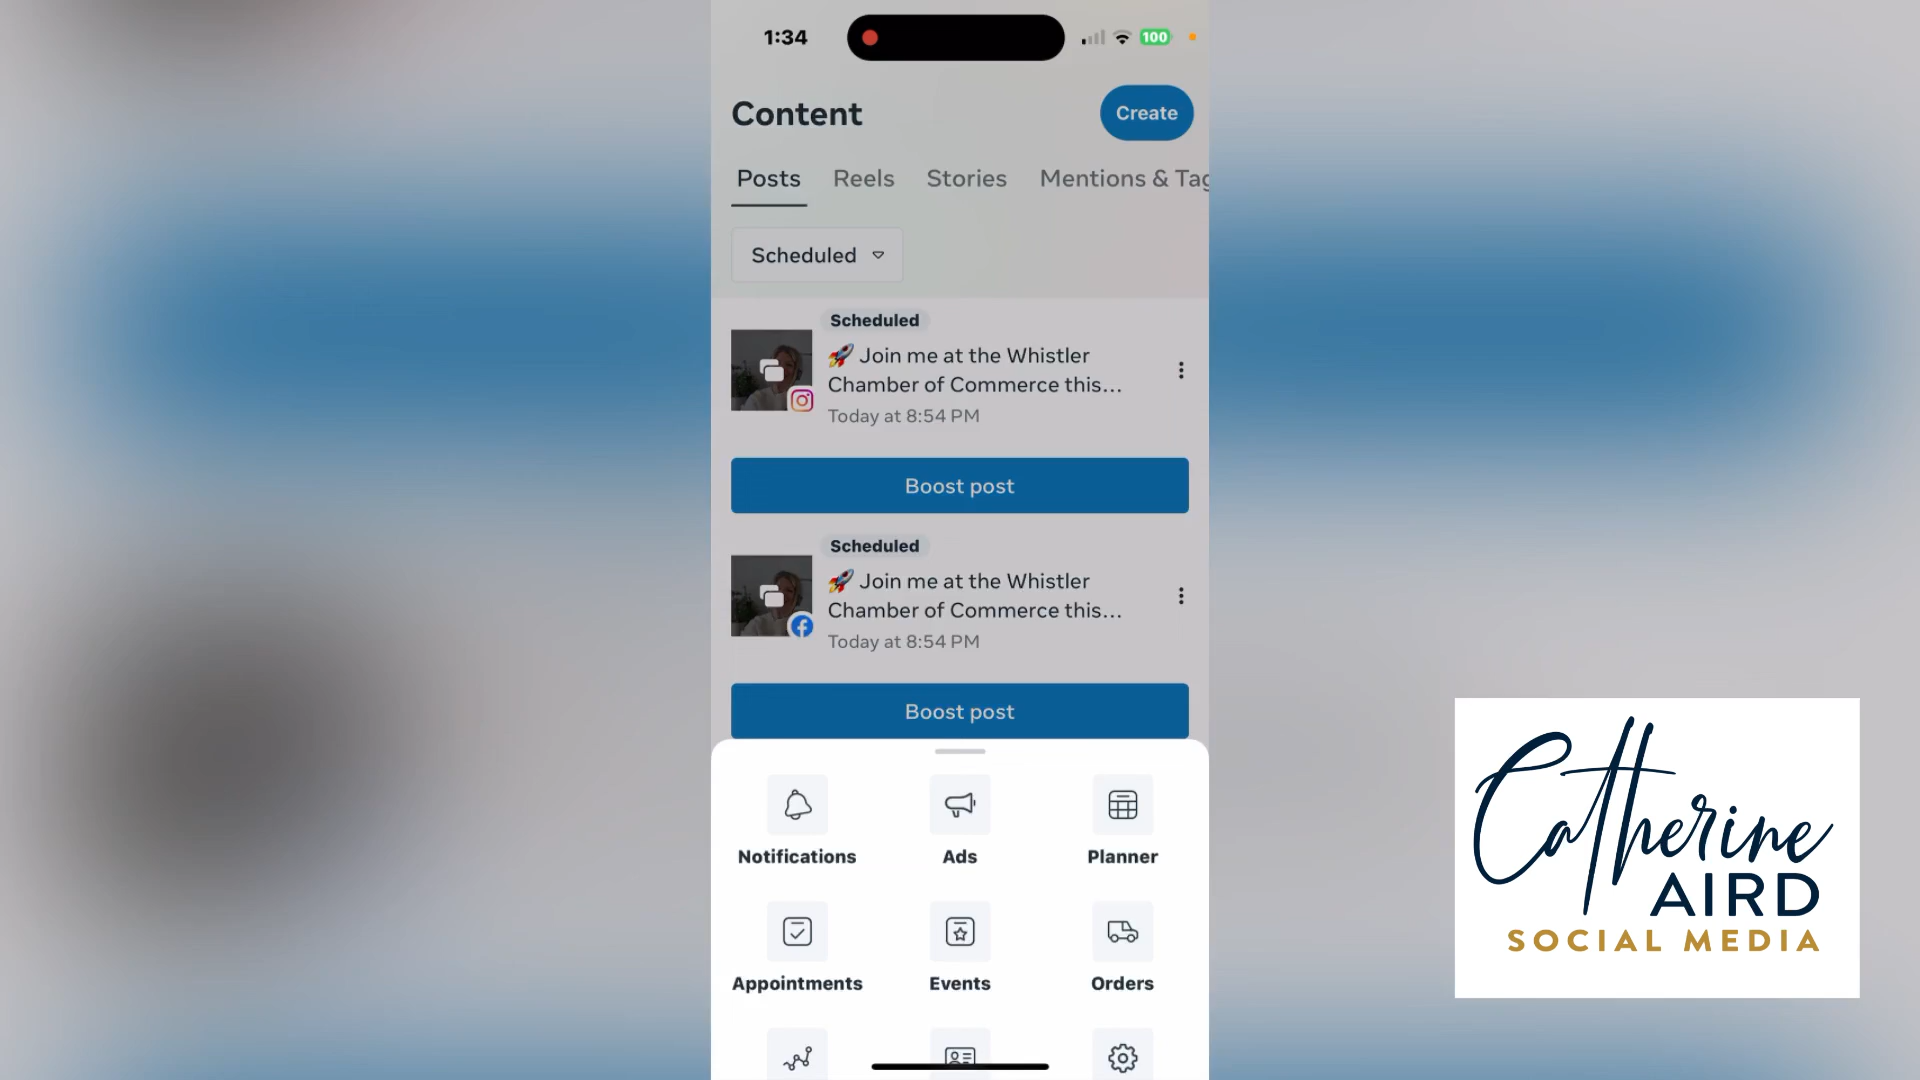 1:34
100
Content
Create
Posts Reels Stories Mentions & Tag
Scheduled
Scheduled
🚀 Join me at the Whistler
Chamber of Commerce this...
Today at 8:54 PM
Boost post
Scheduled
🚀 Join me at the Whistler
Chamber of Commerce this...
Today at 8:54 PM
Boost post
Notifications Ads Planner
Appointments Events Orders
Catherine
AIRD
SOCIAL MEDIA